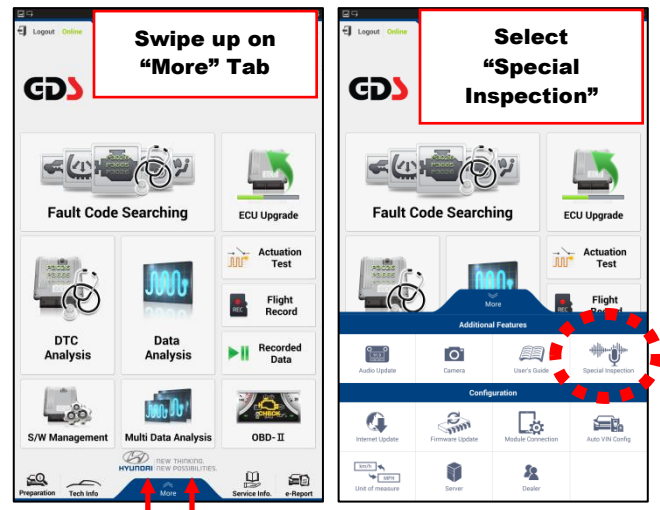 Logout Online
Swipe up on
“More” Tab
GDS
Fault Code Searching
ECU Upgrade
Actuation
Test
Flight
Record
REC
DTC
Analysis
Data
Analysis
Recorded
Data
CHECK
S/W Management
Multi Data Analysis
OBD-II
HYUNDAI
NEW THINKING.
NEW POSSIBILITIES.
Preparation
Tech Info
More
Service Info.
e-Report
Logout Online
Select
“Special
Inspection”
GDS
Fault Code Searching
ECU Upgrade
Actuation
Test
Flight
Record
REC
More
Additional Features
Audio Update
Camera
User's Guide
Special Inspection
Configuration
Internet Update
Firmware Update
Module Connection
Auto VIN Config
km/h
MPH
Unit of measure
Server
Dealer